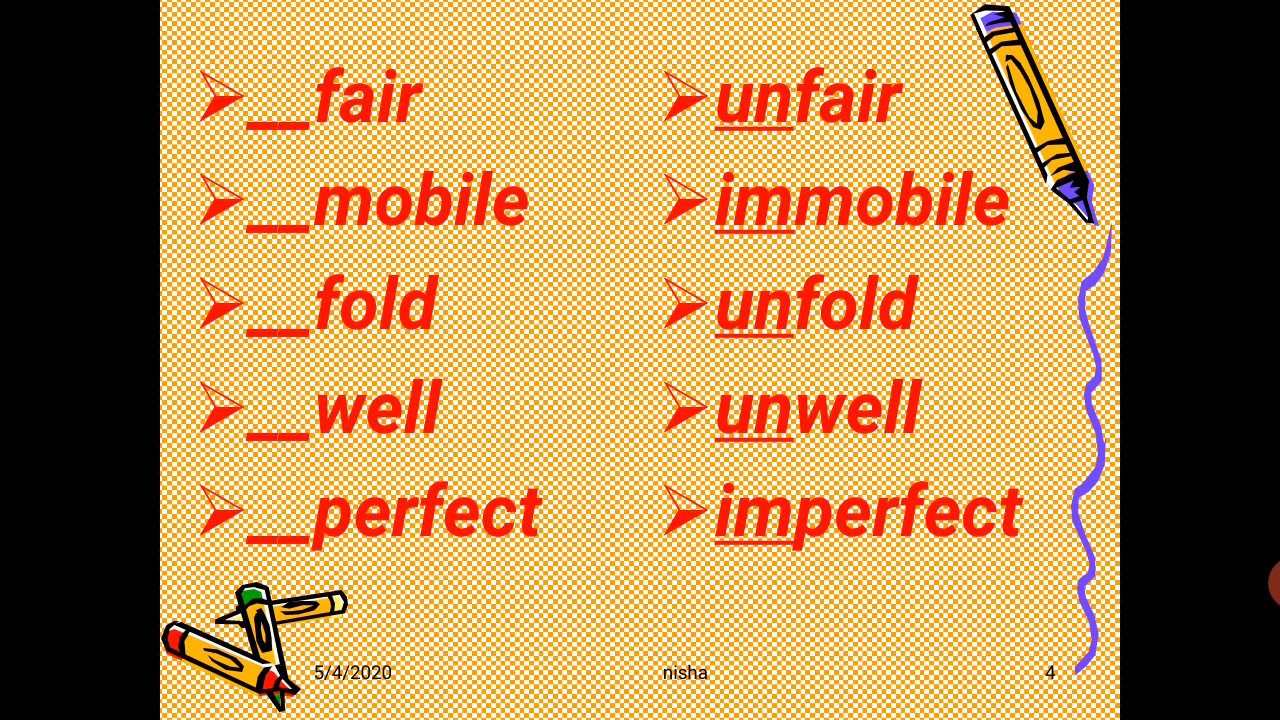 __fair unfair
__mobile immobile
__fold unfold
__well unwell
__perfect imperfect
5/4/2020 nisha 4